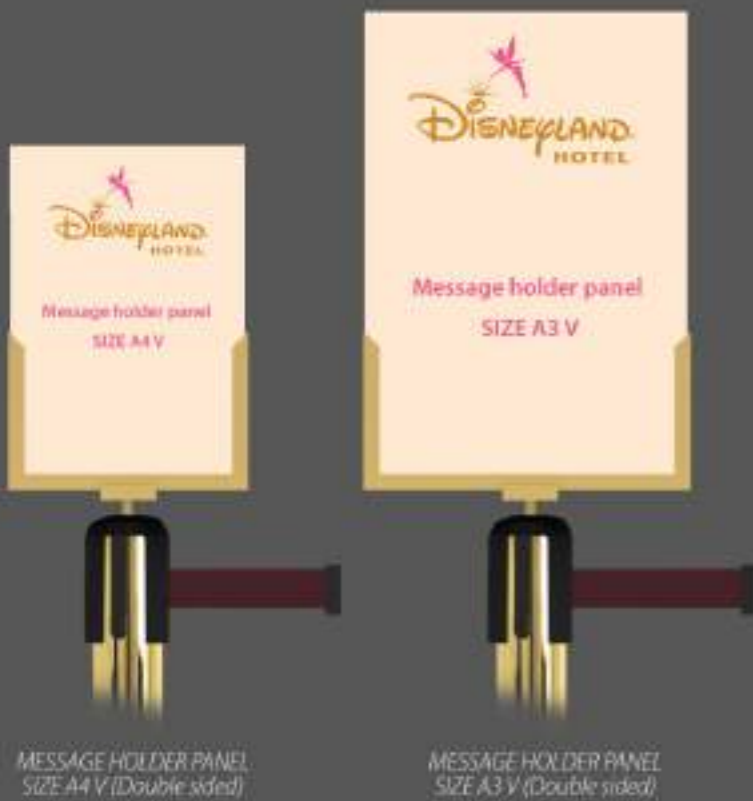 DISNEYLAND
HOTEL
Message holder panel
SIZE A4 V
DISNEYLAND
HOTEL
Message holder panel
SIZE A3 V
MESSAGE HOLDER PANEL
SIZE A4 V (Double sided)
MESSAGE HOLDER PANEL
SIZE A3 V (Double sided)